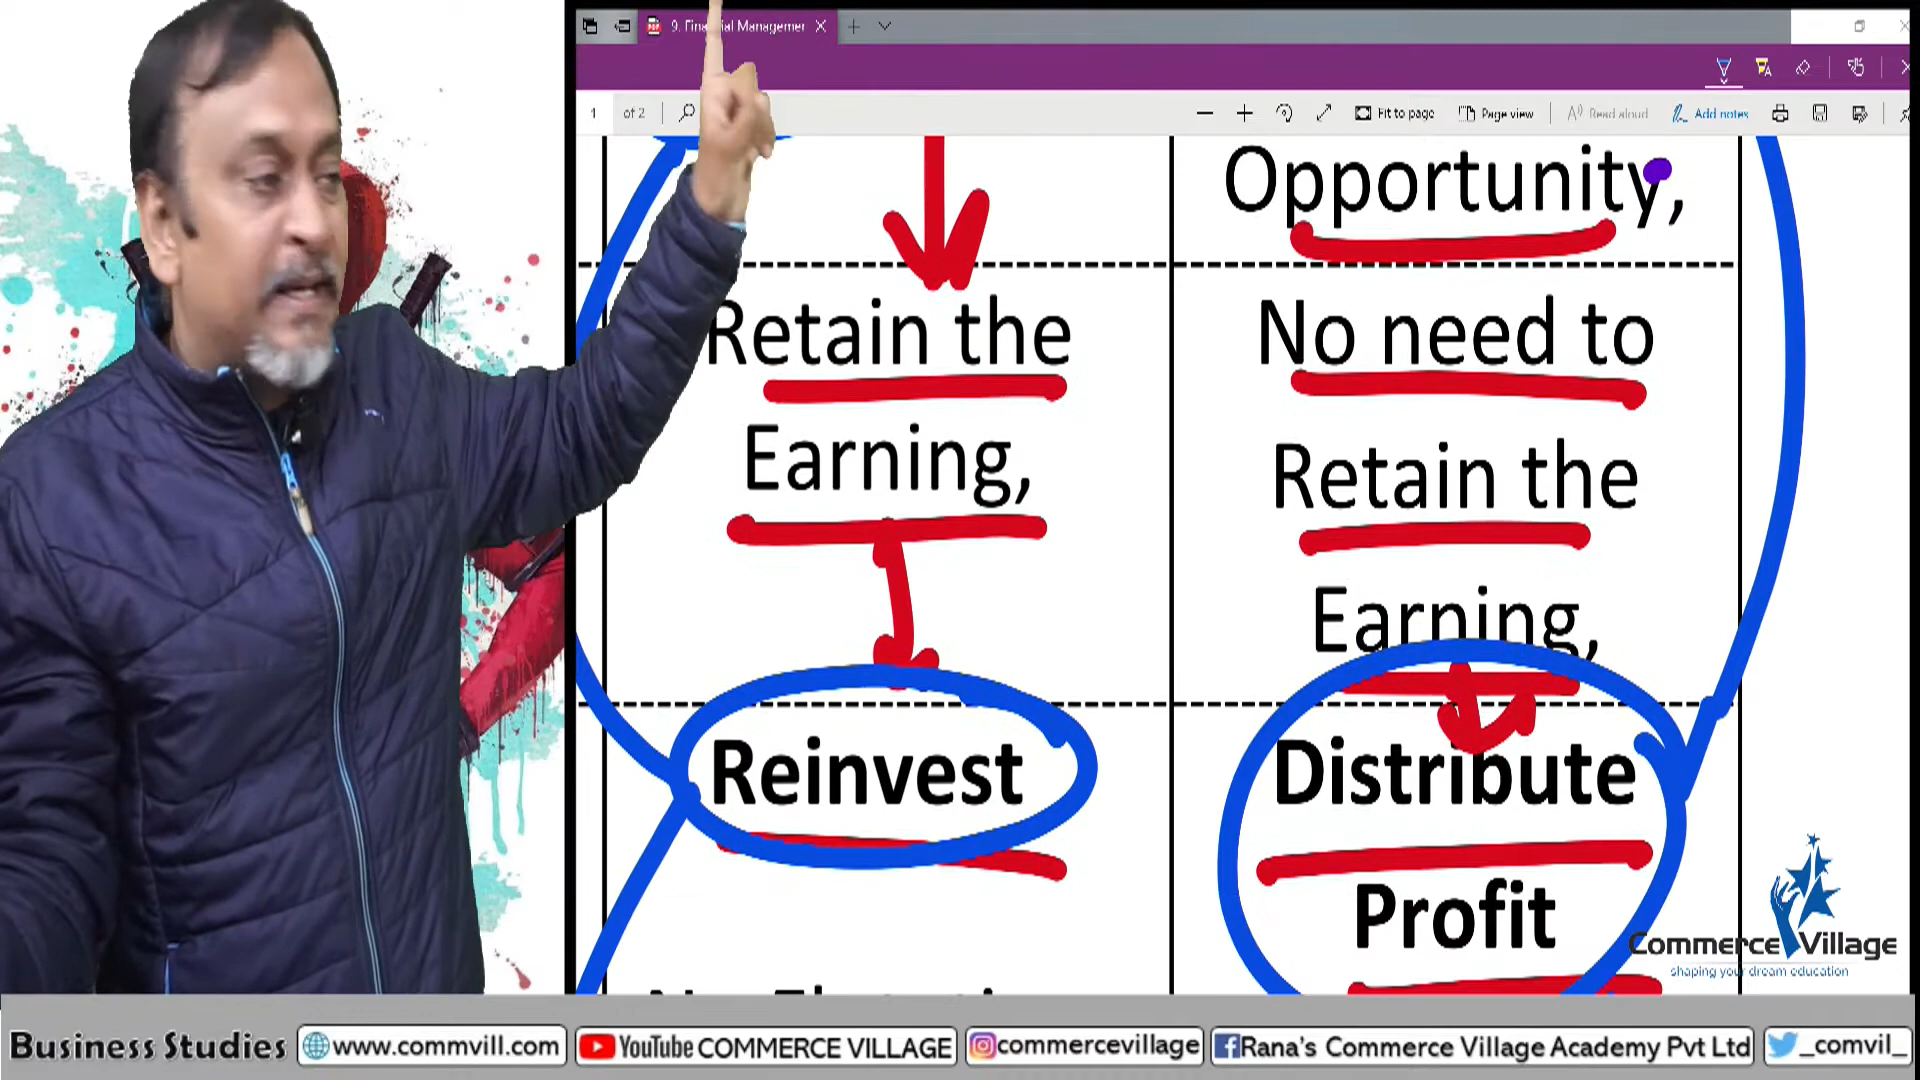 9. Financial Managemer
1 of 2
Fit to page
Page view
Read aloud
Add notes
Opportunity,
Retain the
Earning,
No need to
Retain the
Earning,
Reinvest
Distribute
Profit
Commerce Village
shaping your dream education
Business Studies
www.commvill.com
YouTube COMMERCE VILLAGE
commercevillage
Rana's Commerce Village Academy Pvt Ltd
_comvil_